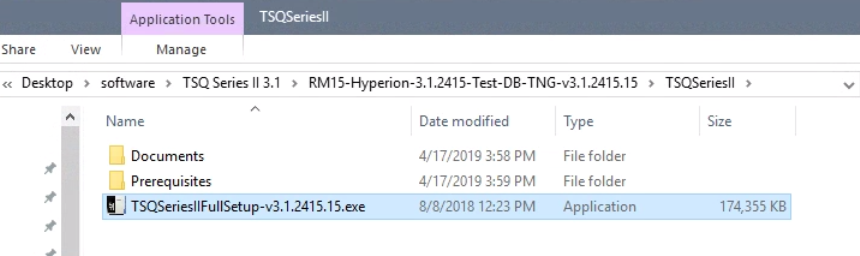 Application Tools TSQSeriesII
Share View Manage
« Desktop › software › TSQ Series II 3.1 › RM15-Hyperion-3.1.2415-Test-DB-TNG-v3.1.2415.15 › TSQSeriesII ›
Name Date modified Type Size
Documents 4/17/2019 3:58 PM File folder
Prerequisites 4/17/2019 3:59 PM File folder
TSQSeriesIIFullSetup-v3.1.2415.15.exe 8/8/2018 12:23 PM Application 174,355 KB